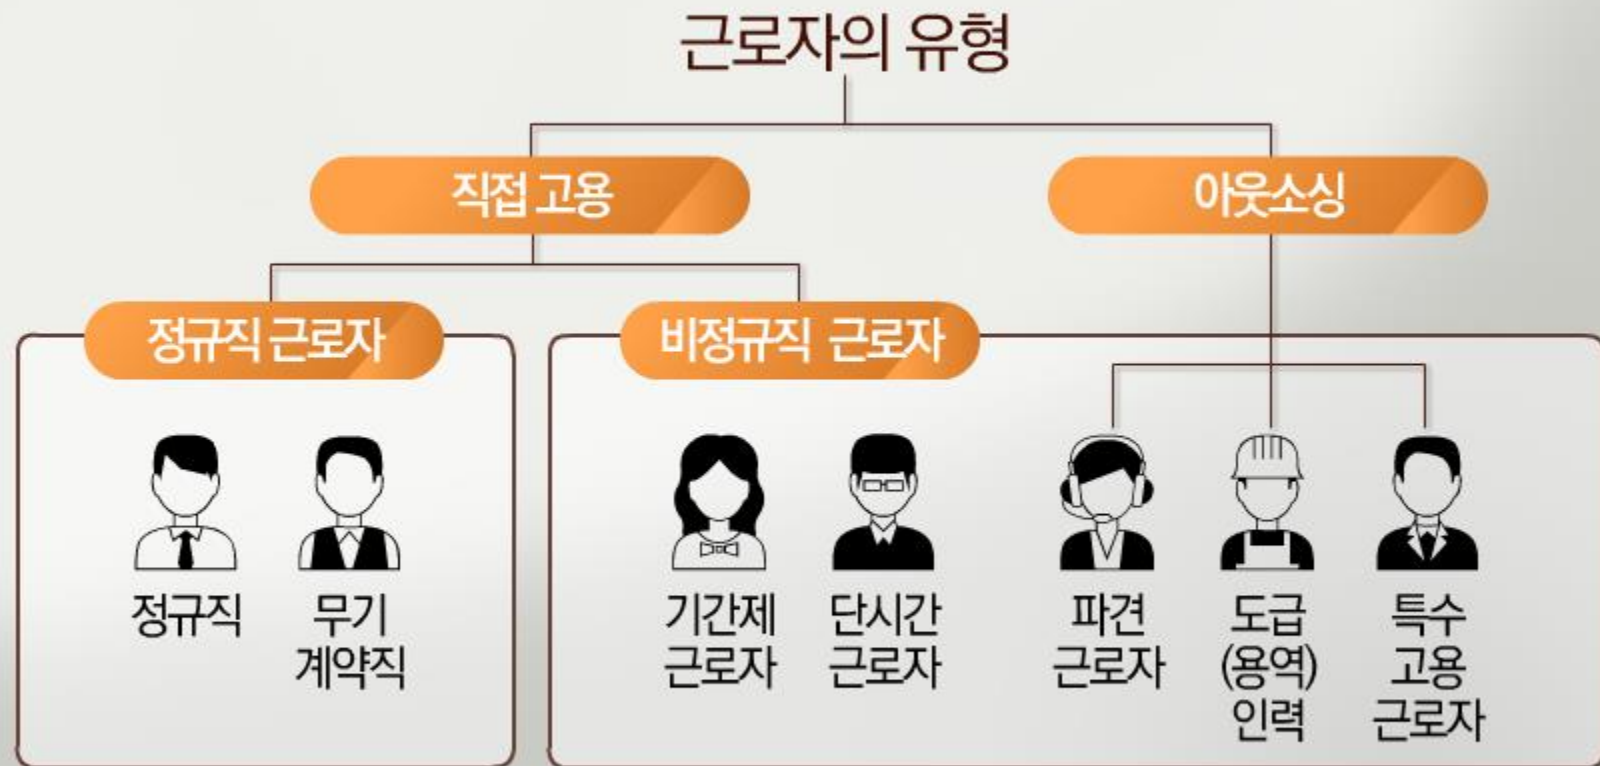 근로자의 유형
직접 고용
아웃소싱
정규직 근로자
비정규직 근로자
정규직
무기
계약직
기간제
근로자
단시간
근로자
파견
근로자
도급
(용역)
인력
특수
고용
근로자